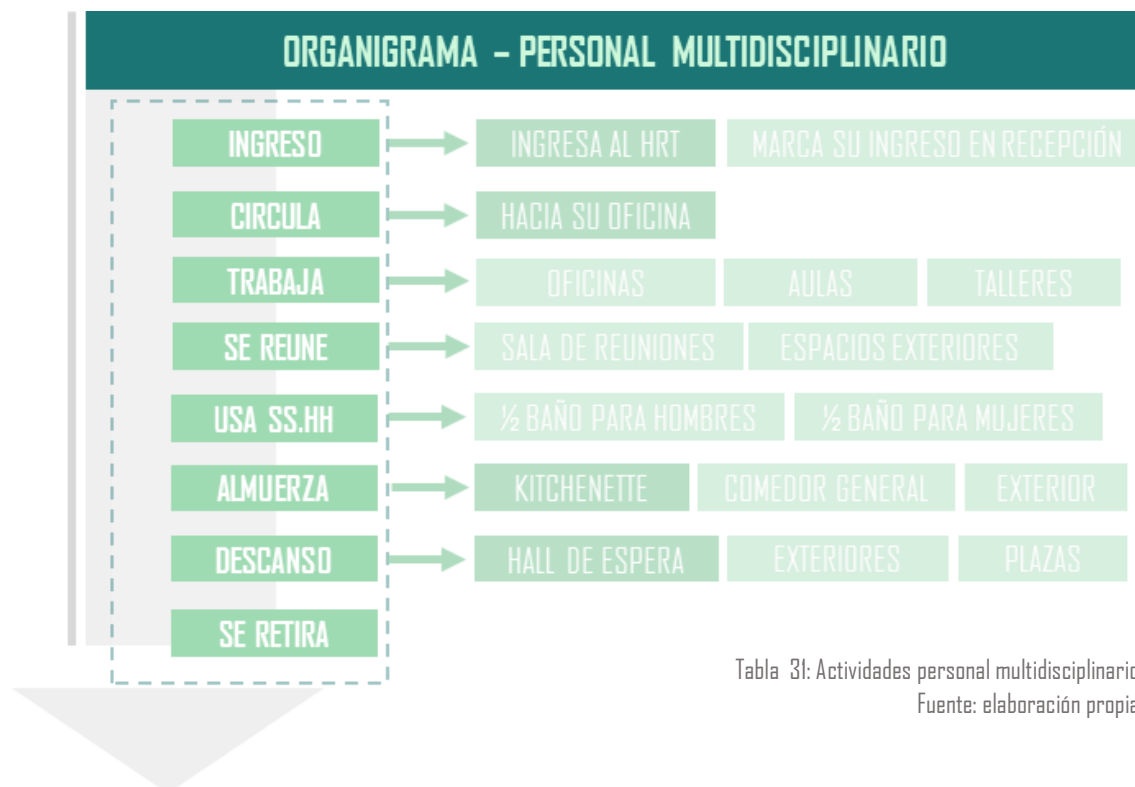 ORGANIGRAMA – PERSONAL MULTIDISCIPLINARIO
INGRESO INGRESA AL HRT MARCA SU INGRESO EN RECEPCIÓN
CIRCULA HACIA SU OFICINA
TRABAJA OFICINAS AULAS TALLERES
SE REUNE SALA DE REUNIONES ESPACIOS EXTERIORES
USA SS.HH ½ BAÑO PARA HOMBRES ½ BAÑO PARA MUJERES
ALMUERZA KITCHENETTE COMEDOR GENERAL EXTERIOR
DESCANSO HALL DE ESPERA EXTERIORES PLAZAS
SE RETIRA
Tabla 31: Actividades personal multidisciplinario
Fuente: elaboración propia